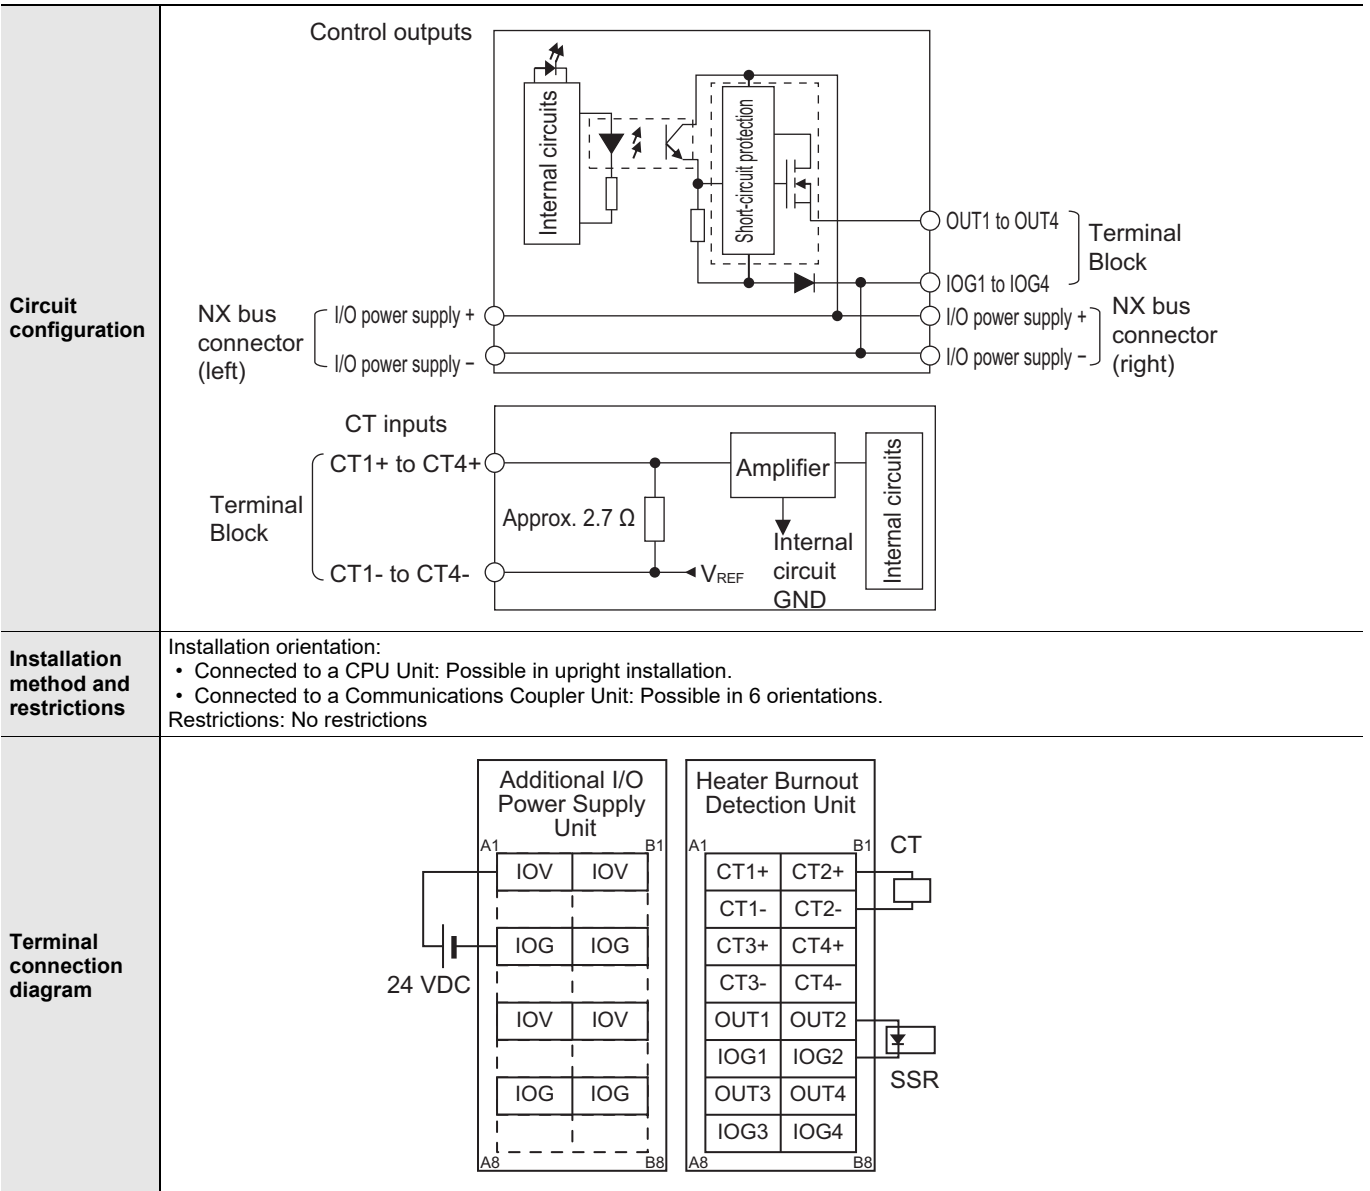 Circuit
configuration
Control outputs
Internal circuits
Short-circuit protection
OUT1 to OUT4
IOG1 to IOG4
Terminal
Block
NX bus
connector
(left)
I/O power supply +
I/O power supply −
I/O power supply +
I/O power supply −
NX bus
connector
(right)
CT inputs
CT1+ to CT4+
Terminal
Block
CT1- to CT4-
Approx. 2.7 Ω
Amplifier
Internal
circuit
GND
VREF
Internal circuits
Installation
method and
restrictions
Installation orientation:
• Connected to a CPU Unit: Possible in upright installation.
• Connected to a Communications Coupler Unit: Possible in 6 orientations.
Restrictions: No restrictions
Terminal
connection
diagram
Additional I/O
Power Supply
Unit
A1 B1
IOV IOV
IOG IOG
IOV IOV
IOG IOG
A8 B8
24 VDC
Heater Burnout
Detection Unit
A1 B1
CT1+ CT2+
CT1- CT2-
CT3+ CT4+
CT3- CT4-
OUT1 OUT2
IOG1 IOG2
OUT3 OUT4
IOG3 IOG4
A8 B8
CT
SSR